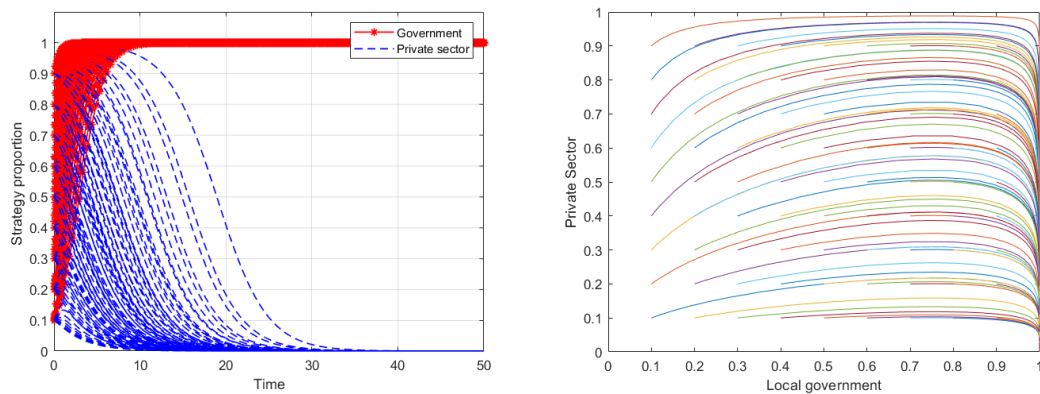 Strategy proportion
1
0.9
0.8
0.7
0.6
0.5
0.4
0.3
0.2
0.1
0
0 10 20 30 40 50
Time
Government
Private sector
Private Sector
1
0.9
0.8
0.7
0.6
0.5
0.4
0.3
0.2
0.1
0
0 0.1 0.2 0.3 0.4 0.5 0.6 0.7 0.8 0.9 1
Local government